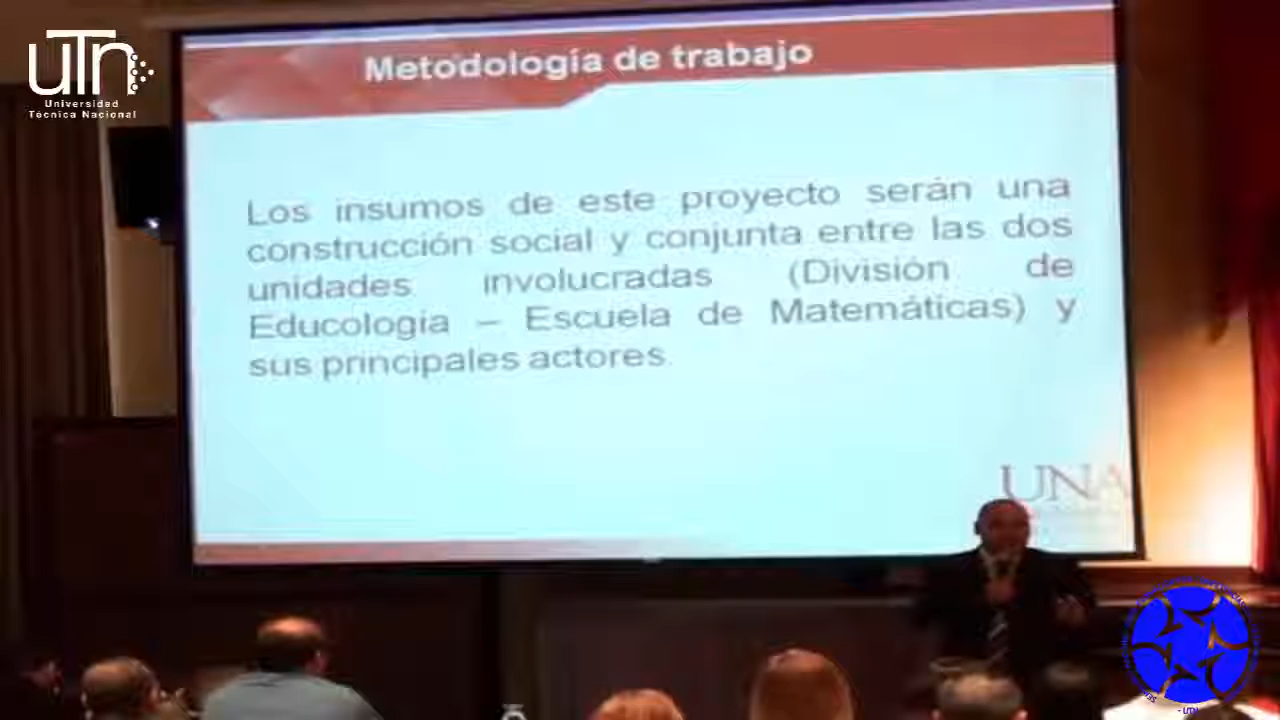 uTn
Universidad
Técnica Nacional
Metodología de trabajo
Los insumos de este proyecto serán una
construcción social y conjunta entre las dos
unidades involucradas (División de
Educología – Escuela de Matemáticas) y
sus principales actores.
UNA